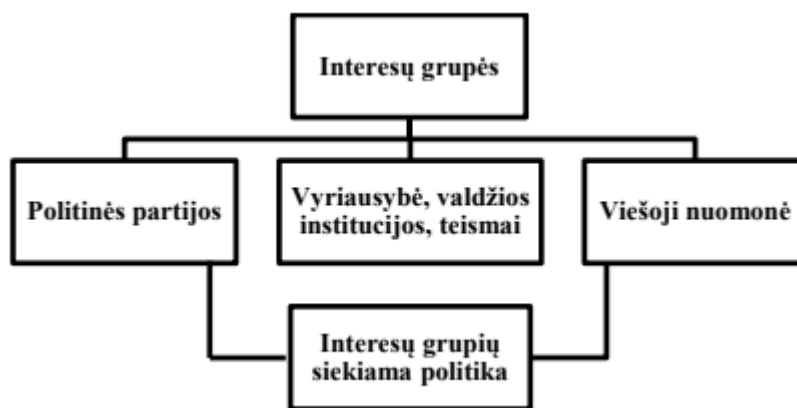 Interesų grupės
Politinės partijos
Vyriausybė, valdžios
institucijos, teismai
Viešoji nuomonė
Interesų grupių
siekiama politika